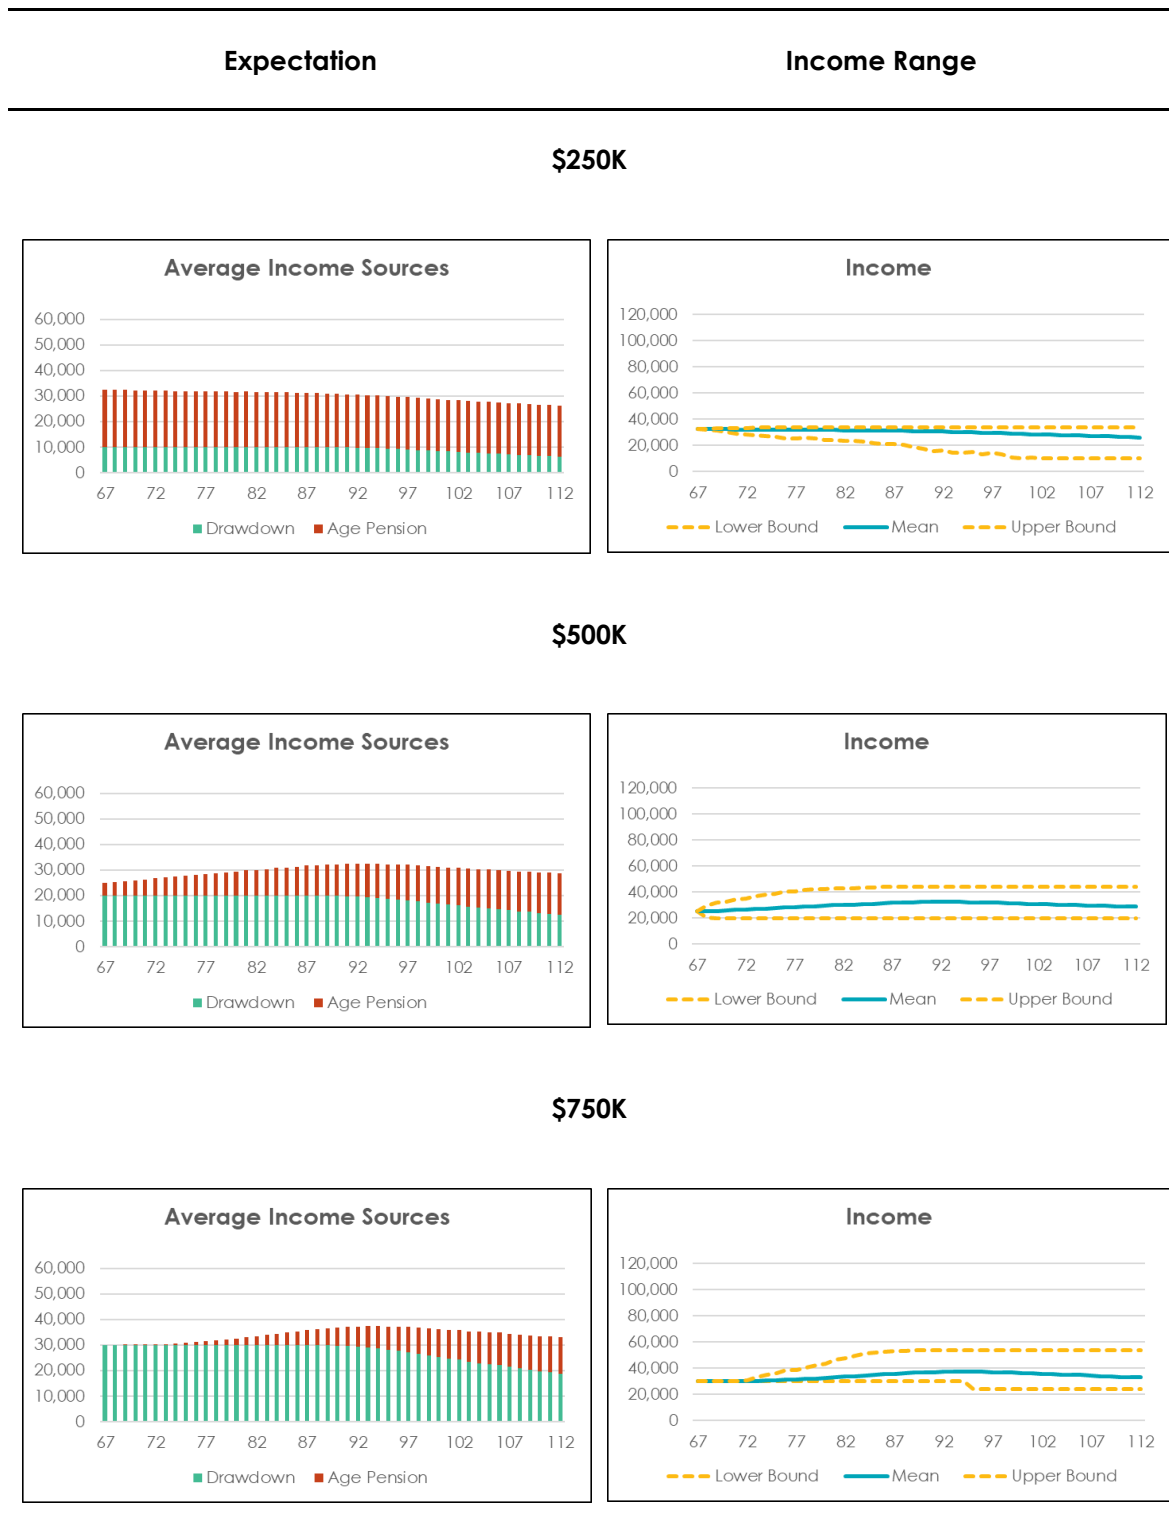 Expectation Income Range
$250K
Average Income Sources
60,000
50,000
40,000
30,000
20,000
10,000
0
67 72 77 82 87 92 97 102 107 112
Drawdown Age Pension
Income
120,000
100,000
80,000
60,000
40,000
20,000
0
67 72 77 82 87 92 97 102 107 112
Lower Bound Mean Upper Bound
$500K
Average Income Sources
60,000
50,000
40,000
30,000
20,000
10,000
0
67 72 77 82 87 92 97 102 107 112
Drawdown Age Pension
Income
120,000
100,000
80,000
60,000
40,000
20,000
0
67 72 77 82 87 92 97 102 107 112
Lower Bound Mean Upper Bound
$750K
Average Income Sources
60,000
50,000
40,000
30,000
20,000
10,000
0
67 72 77 82 87 92 97 102 107 112
Drawdown Age Pension
Income
120,000
100,000
80,000
60,000
40,000
20,000
0
67 72 77 82 87 92 97 102 107 112
Lower Bound Mean Upper Bound